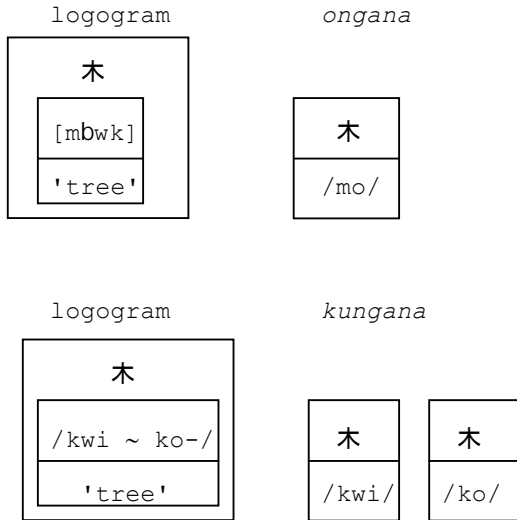 logogram ongana
木
[mbwk] 木
'tree' /mo/
logogram kungana
木
/kwi ~ ko-/ 木 木
'tree' /kwi/ /ko/